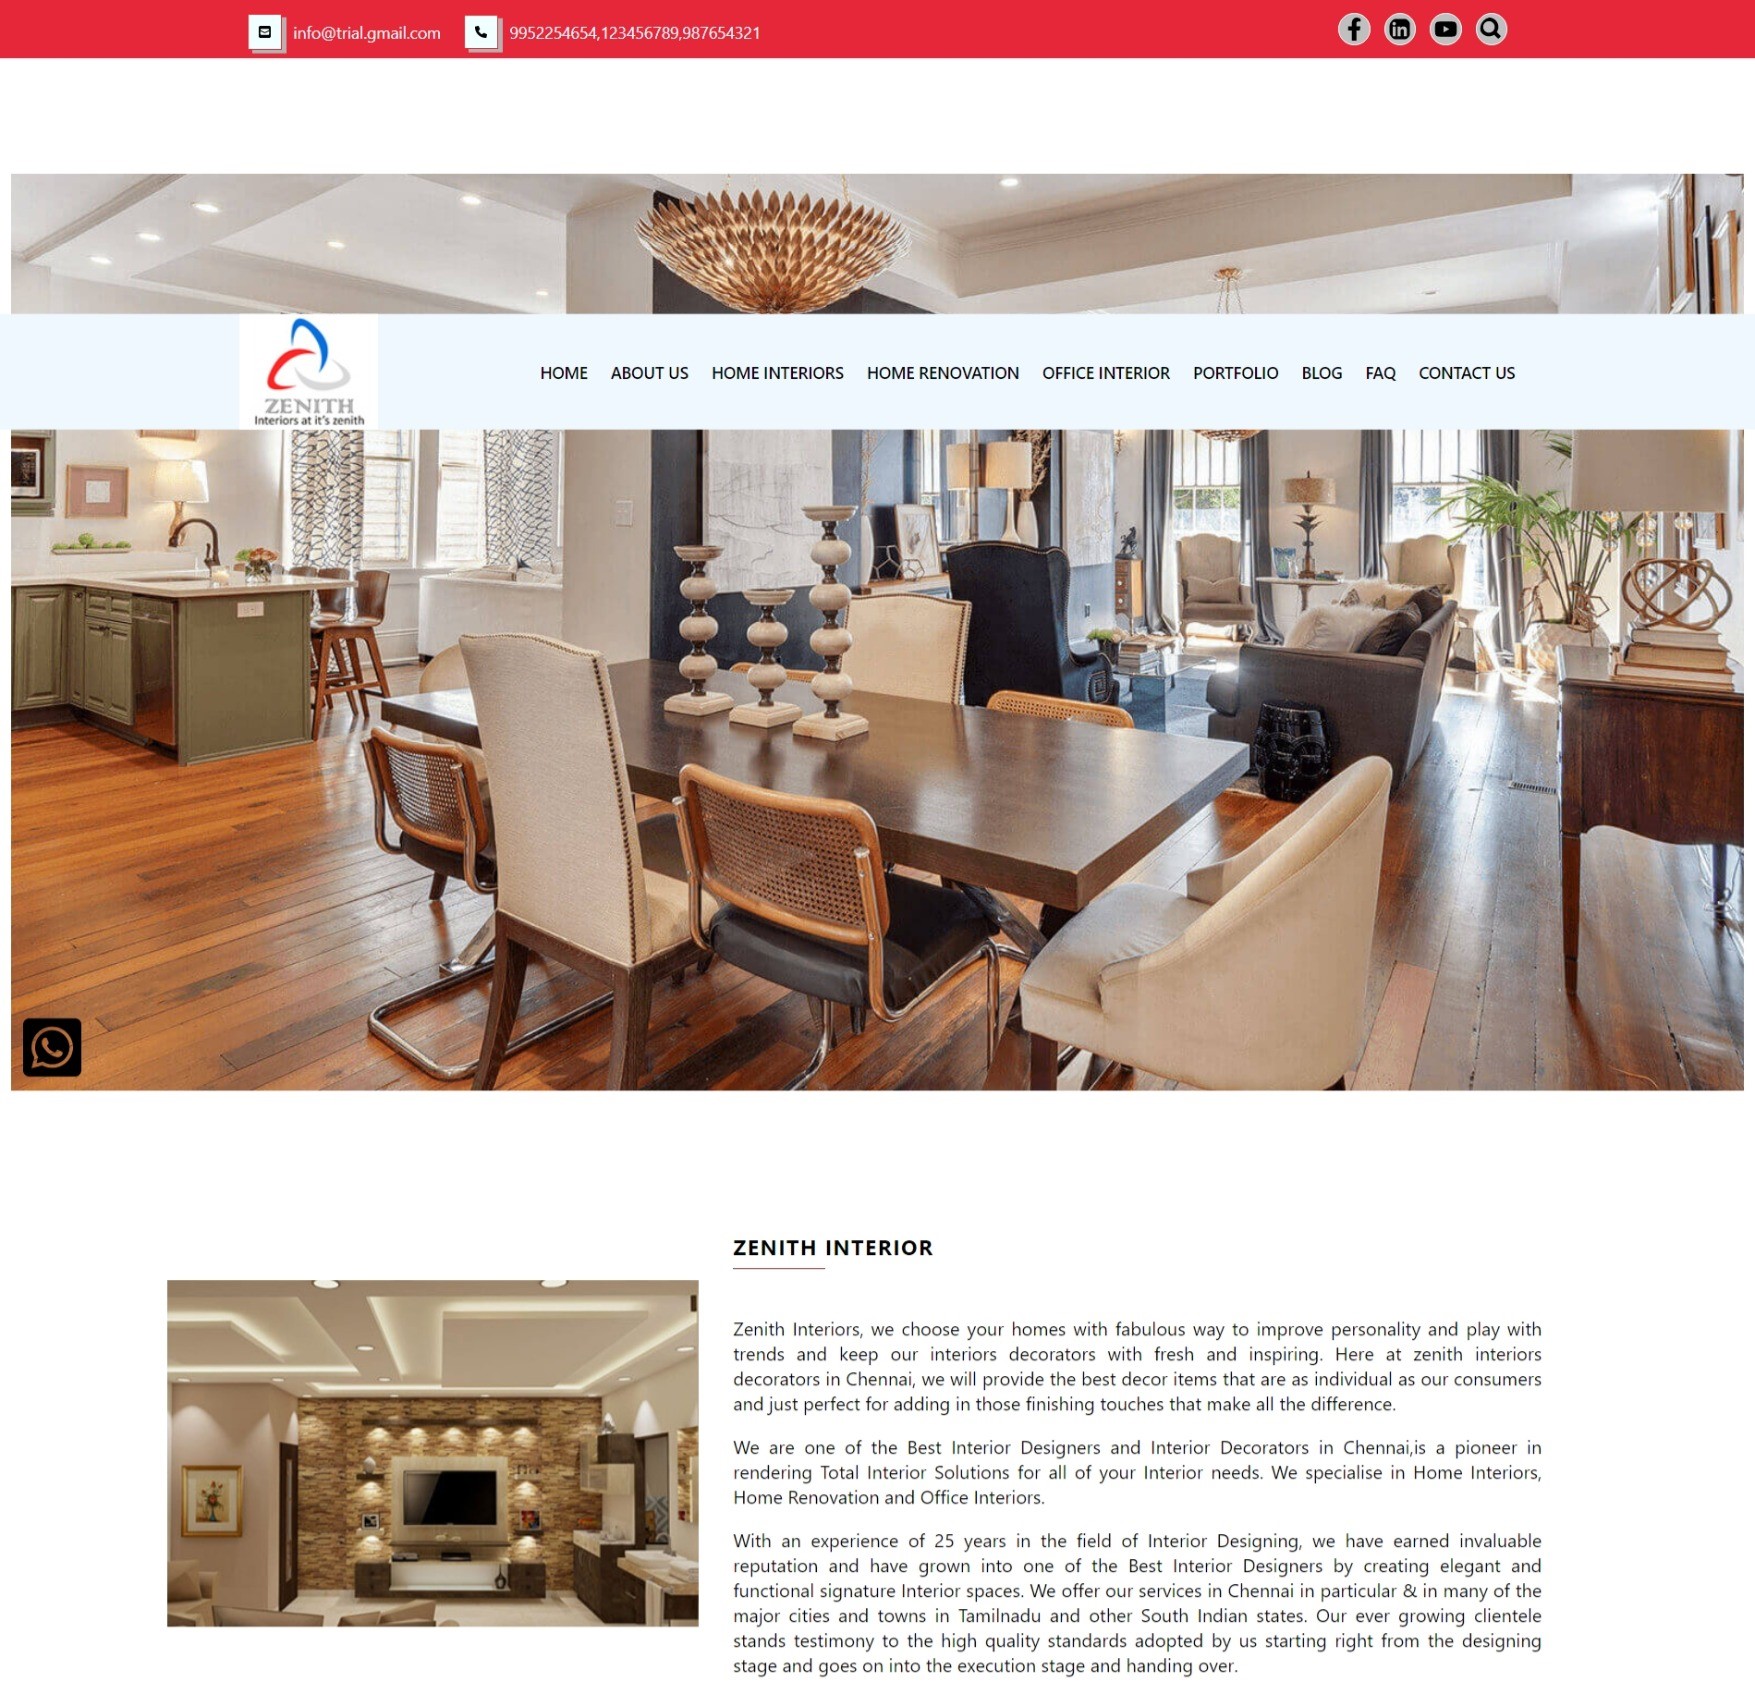 info@trial.gmail.com 9952254654,123456789,987654321
ZENITH
Interiors at it's zenith
HOME ABOUT US HOME INTERIORS HOME RENOVATION OFFICE INTERIOR PORTFOLIO BLOG FAQ CONTACT US
ZENITH INTERIOR
Zenith Interiors, we choose your homes with fabulous way to improve personality and play with
trends and keep our interiors decorators with fresh and inspiring. Here at zenith interiors
decorators in Chennai, we will provide the best decor items that are as individual as our consumers
and just perfect for adding in those finishing touches that make all the difference.
We are one of the Best Interior Designers and Interior Decorators in Chennai,is a pioneer in
rendering Total Interior Solutions for all of your Interior needs. We specialise in Home Interiors,
Home Renovation and Office Interiors.
With an experience of 25 years in the field of Interior Designing, we have earned invaluable
reputation and have grown into one of the Best Interior Designers by creating elegant and
functional signature Interior spaces. We offer our services in Chennai in particular & in many of the
major cities and towns in Tamilnadu and other South Indian states. Our ever growing clientele
stands testimony to the high quality standards adopted by us starting right from the designing
stage and goes on into the execution stage and handing over.